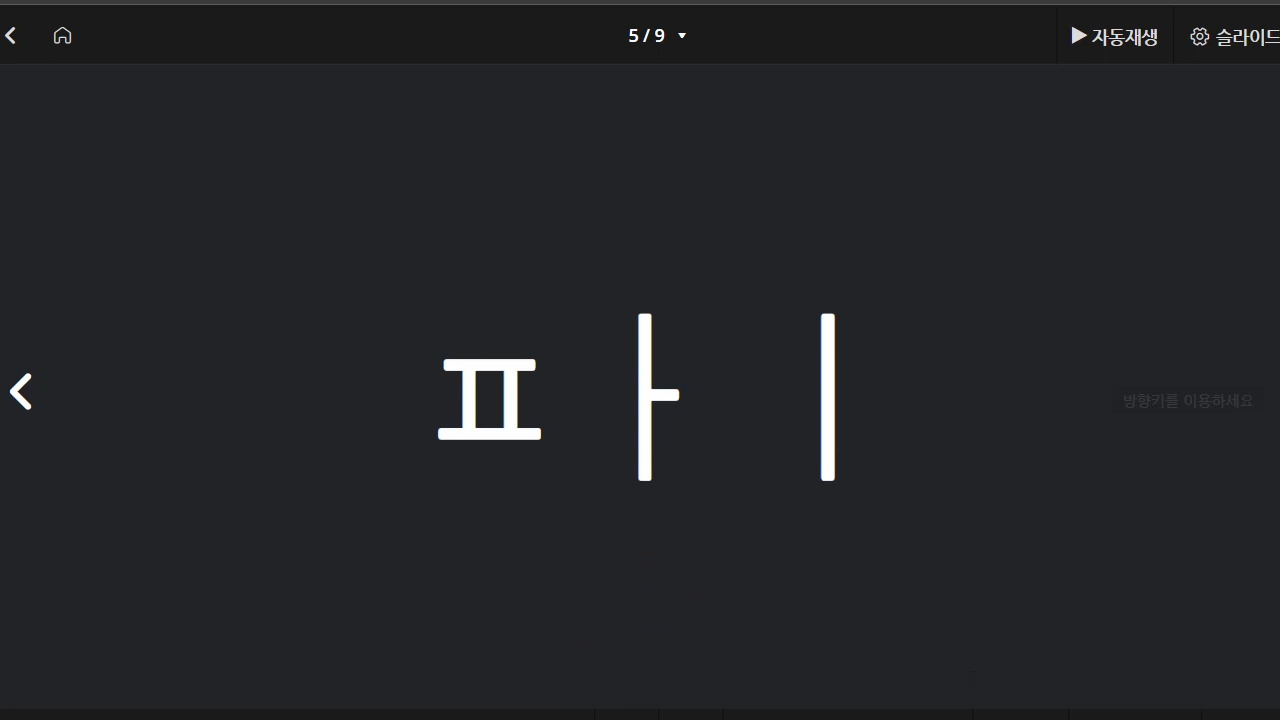 5 / 9
자동재생
슬라이드
ㅍ ㅏ ㅣ
방향키를 이용하세요